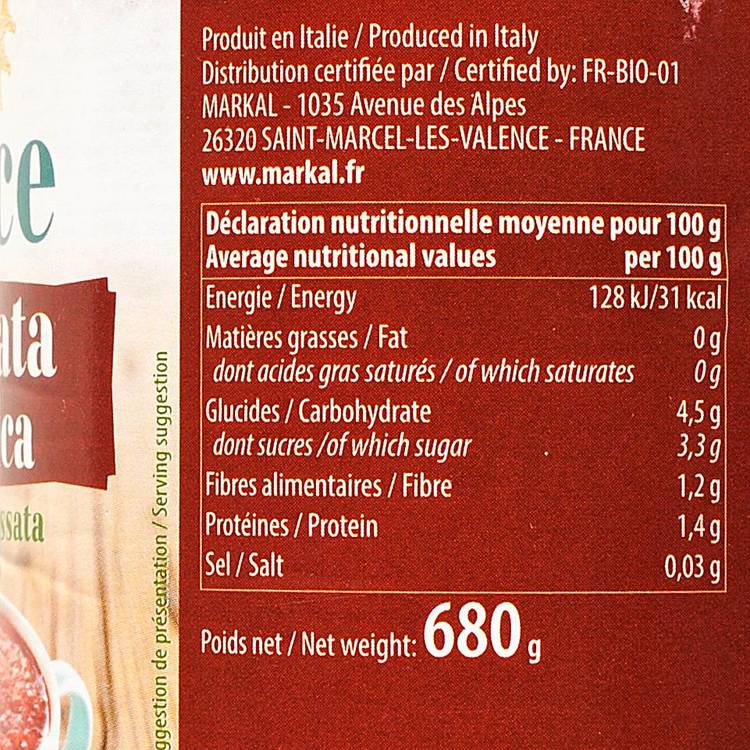 Produit en Italie / Produced in Italy
Distribution certifiée par / Certified by: FR-BIO-01
MARKAL - 1035 Avenue des Alpes
26320 SAINT-MARCEL-LES-VALENCE - FRANCE
www.markal.fr
Déclaration nutritionnelle moyenne pour 100 g
Average nutritional values per 100 g
Energie / Energy 128 kJ/31 kcal
Matières grasses / Fat 0 g
dont acides gras saturés / of which saturates 0 g
Glucides / Carbohydrate 4,5 g
dont sucres /of which sugar 3,3 g
Fibres alimentaires / Fibre 1,2 g
Protéines / Protein 1,4 g
Sel / Salt 0,03 g
Poids net / Net weight: 680 g
ce
ata
ca
ssata
ggestion de présentation / Serving suggestion